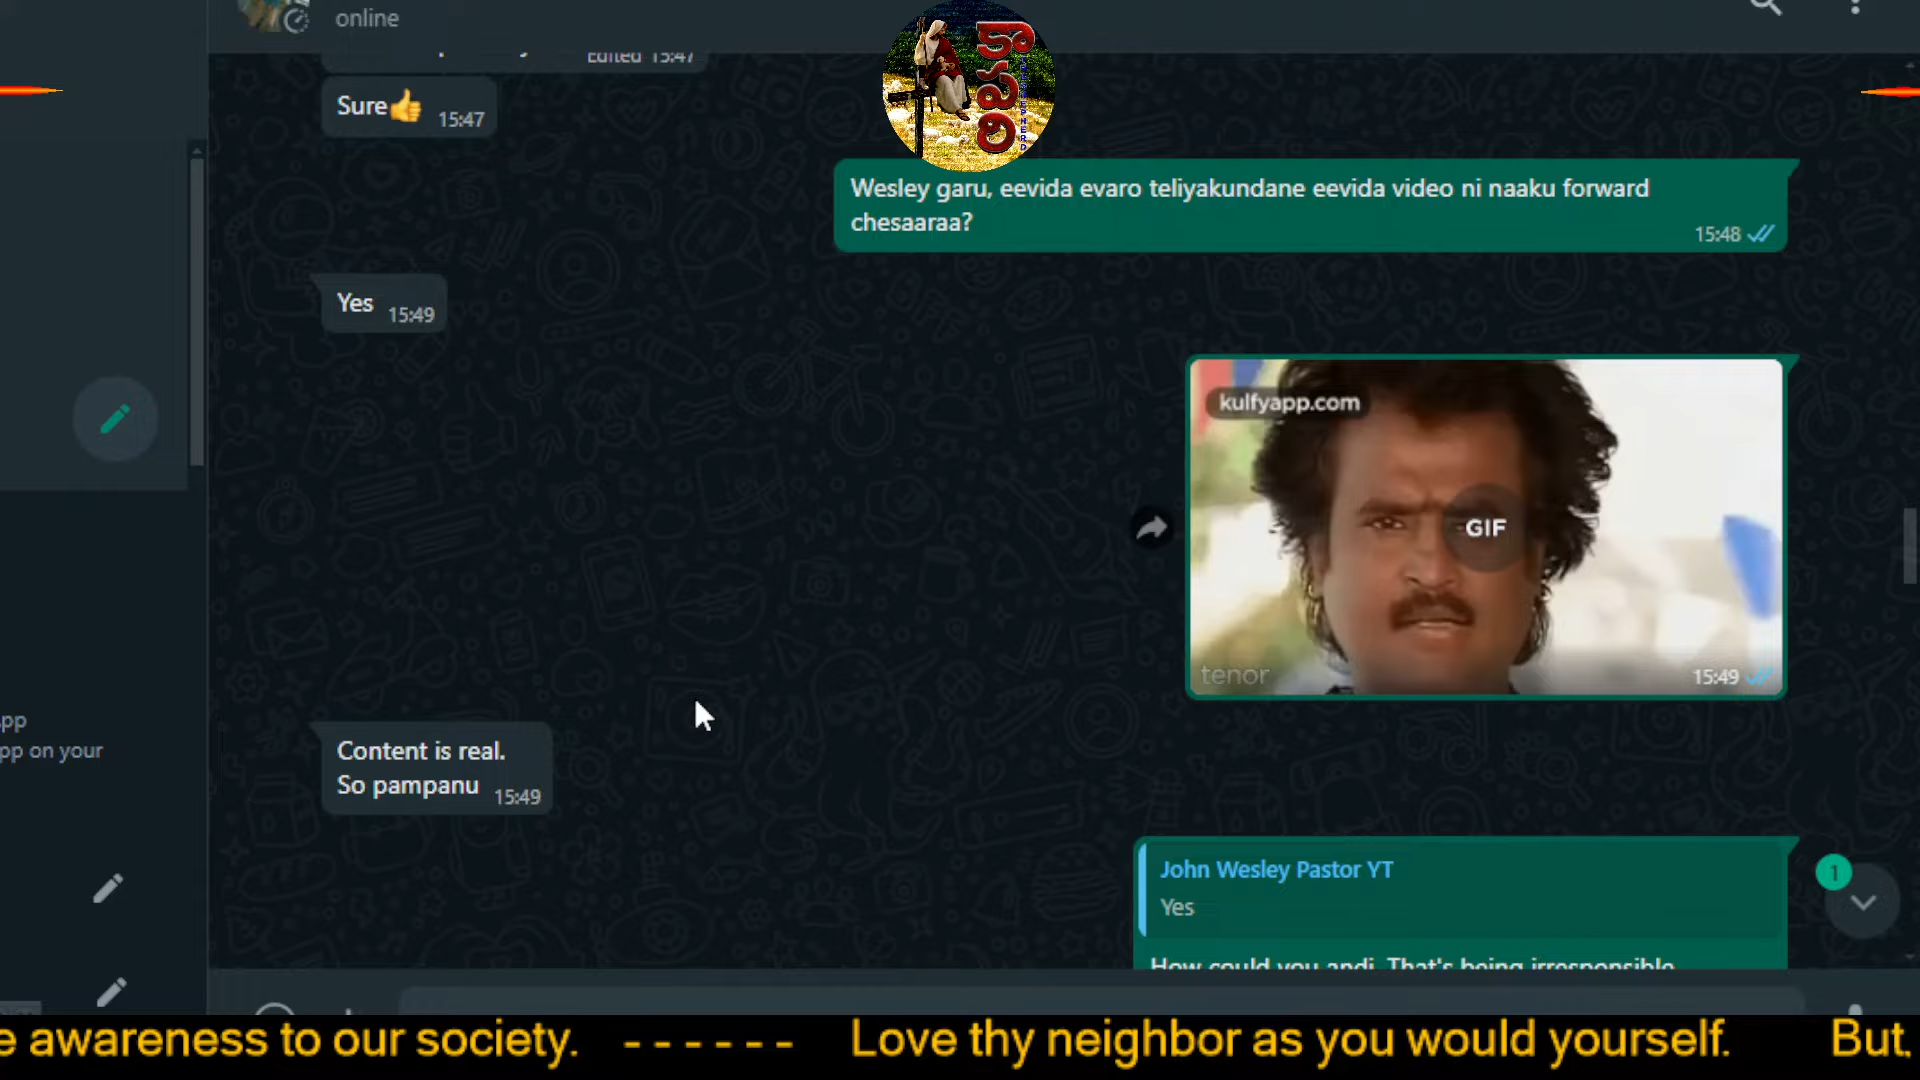 online
Edited 15:47
Sure👍 15:47
కాపరి
SHEPHERD
Wesley garu, eevida evaro teliyakundane eevida video ni naaku forward
chesaaraa?
15:48
Yes 15:49
kulfyapp.com
GIF
tenor
15:49
Content is real.
So pampanu 15:49
John Wesley Pastor YT
Yes
1
How could you andi. That's being irresponsible
pp
pp on your
e awareness to our society. - - - - - - Love thy neighbor as you would yourself. But.